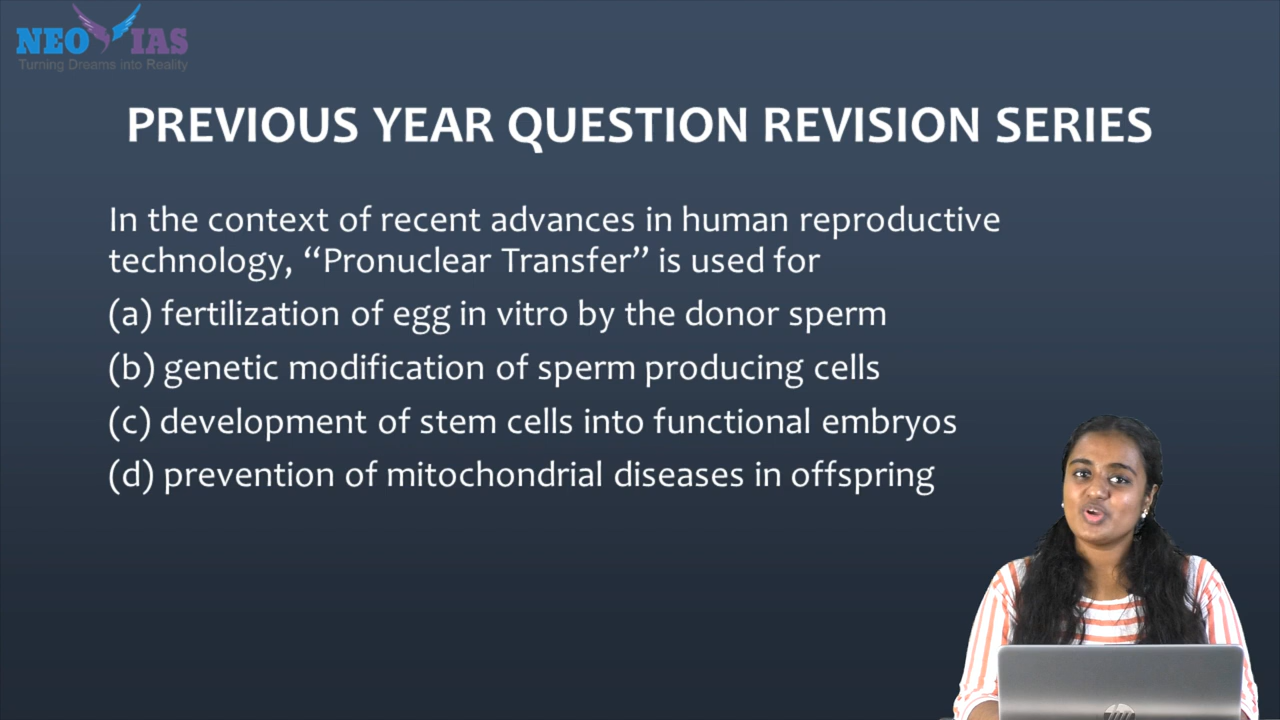 NEO IAS
Turning Dreams into Reality
PREVIOUS YEAR QUESTION REVISION SERIES
In the context of recent advances in human reproductive
technology, “Pronuclear Transfer” is used for
(a) fertilization of egg in vitro by the donor sperm
(b) genetic modification of sperm producing cells
(c) development of stem cells into functional embryos
(d) prevention of mitochondrial diseases in offspring
hp